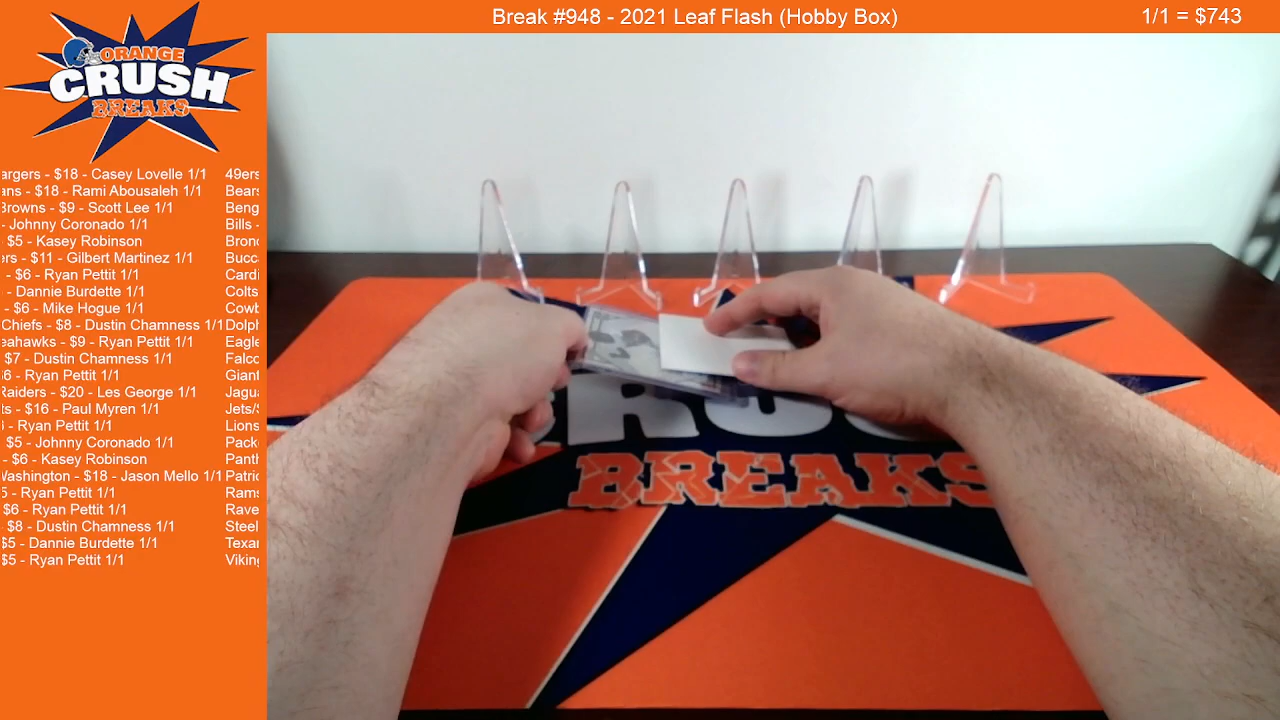 Break #948 - 2021 Leaf Flash (Hobby Box)
1/1 = $743
ORANGE
CRUSH
BREAKS
argers - $18 - Casey Lovelle 1/1 49ers
ans - $18 - Rami Abousaleh 1/1 Bears
Browns - $9 - Scott Lee 1/1 Beng
- Johnny Coronado 1/1 Bills -
$5 - Kasey Robinson Bronc
ers - $11 - Gilbert Martinez 1/1 Bucc
- $6 - Ryan Pettit 1/1 Cardi
- Dannie Burdette 1/1 Colts
- $6 - Mike Hogue 1/1 Cowb
Chiefs - $8 - Dustin Chamness 1/1 Dolph
eahawks - $9 - Ryan Pettit 1/1 Eagle
$7 - Dustin Chamness 1/1 Falco
6 - Ryan Pettit 1/1 Giant
Raiders - $20 - Les George 1/1 Jagu
ts - $16 - Paul Myren 1/1 Jets/S
- Ryan Pettit 1/1 Lions
$5 - Johnny Coronado 1/1 Pack
- $6 - Kasey Robinson Panth
Washington - $18 - Jason Mello 1/1 Patric
5 - Ryan Pettit 1/1 Rams
$6 - Ryan Pettit 1/1 Rave
- $8 - Dustin Chamness 1/1 Steel
$5 - Dannie Burdette 1/1 Texa
$5 - Ryan Pettit 1/1 Viking
BREAKS